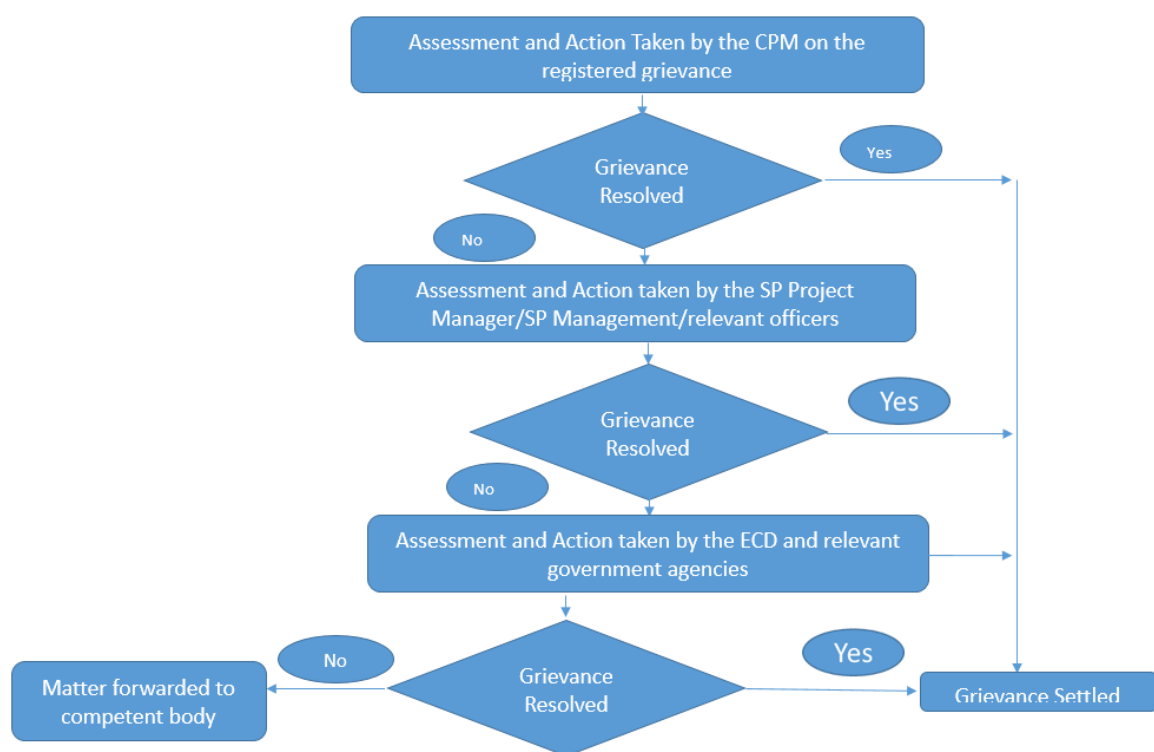 Assessment and Action Taken by the CPM on the
registered grievance
Grievance
Resolved
Yes
No
Assessment and Action taken by the SP Project
Manager/SP Management/relevant officers
Grievance
Resolved
Yes
No
Assessment and Action taken by the ECD and relevant
government agencies
Grievance
Resolved
No
Yes
Matter forwarded to
competent body
Grievance Settled